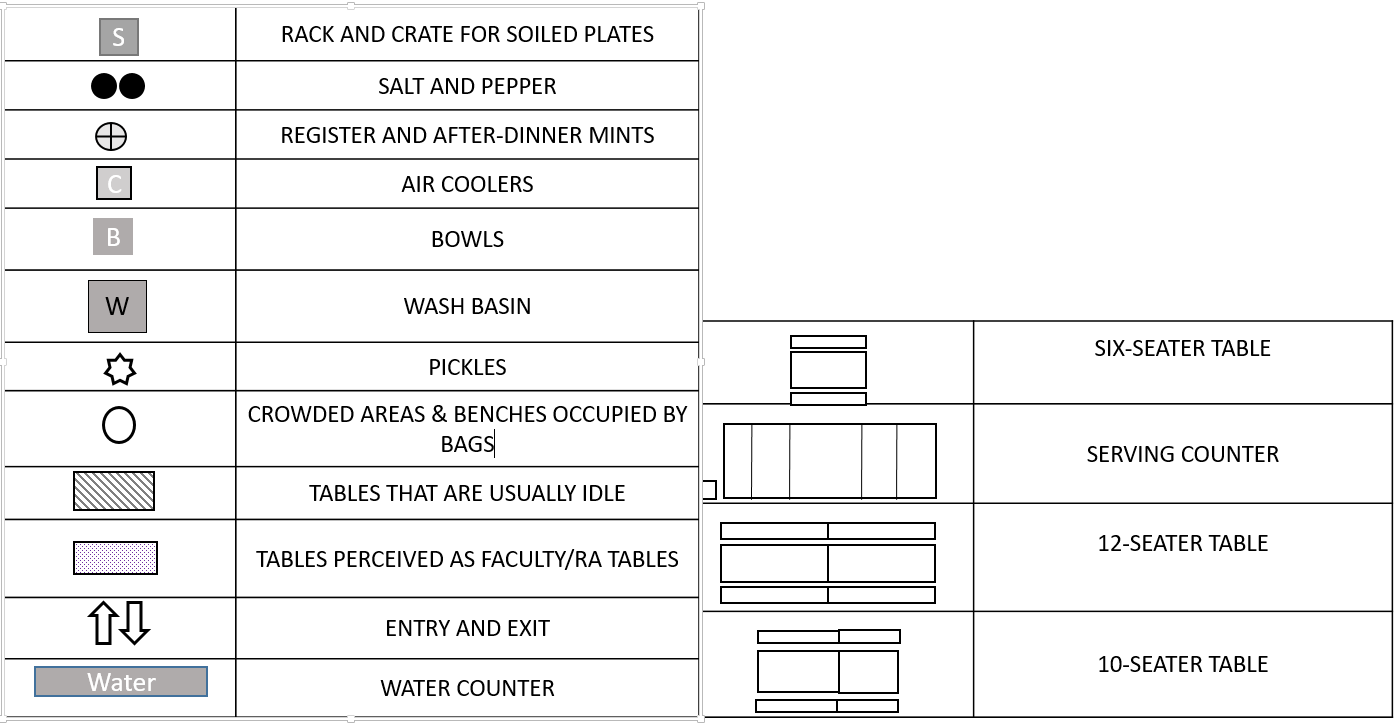 S
RACK AND CRATE FOR SOILED PLATES
SALT AND PEPPER
REGISTER AND AFTER-DINNER MINTS
C
AIR COOLERS
B
BOWLS
W
WASH BASIN
PICKLES
CROWDED AREAS & BENCHES OCCUPIED BY
BAGS
TABLES THAT ARE USUALLY IDLE
TABLES PERCEIVED AS FACULTY/RA TABLES
ENTRY AND EXIT
Water
WATER COUNTER
SIX-SEATER TABLE
SERVING COUNTER
12-SEATER TABLE
10-SEATER TABLE